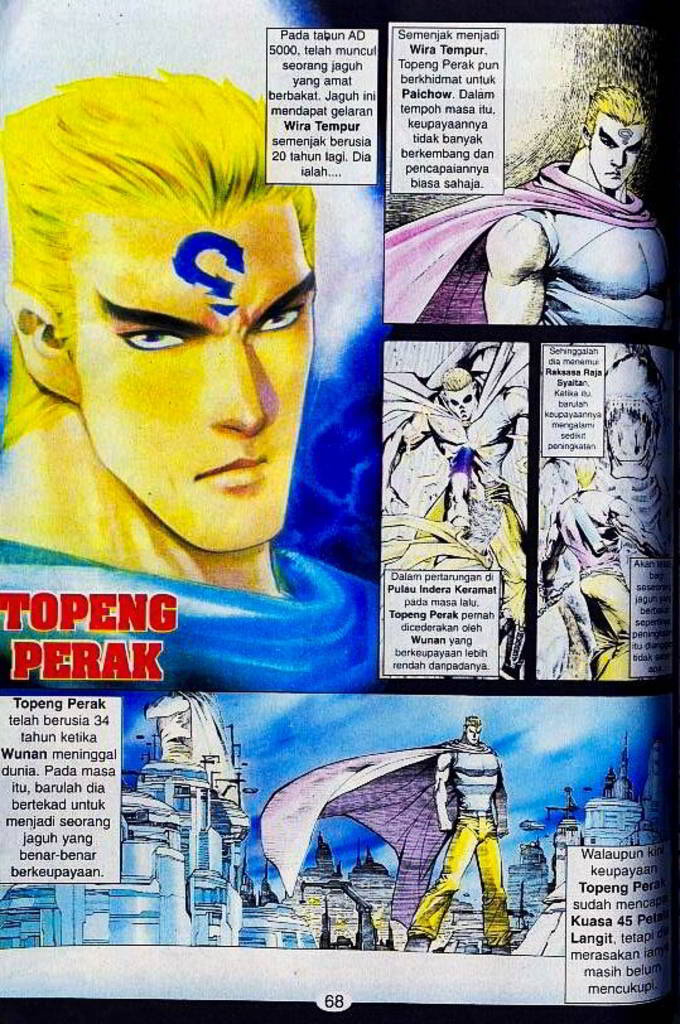 Pada tahun AD
5000, telah muncul
seorang jaguh
yang amat
berbakat. Jaguh ini
mendapat gelaran
Wira Tempur
semenjak berusia
20 tahun lagi. Dia
ialah....
Semenjak menjadi
Wira Tempur.
Topeng Perak pun
berkhidmat untuk
Paichow. Dalam
tempoh masa itu,
keupayaannya
tidak banyak
berkembang dan
pencapaiannya
biasa sahaja.
TOPENG
PERAK
Dalam pertarungan di
Pulau Indera Keramat
pada masa lalu,
Topeng Perak pernah
dicederakan oleh
Wunan yang
berkeupayaan lebih
rendah danpadanya.
Sehinggalah
dia menemui
Raksasa Raja
Syaitan.
Ketika itu,
barulah
keupayaannya
mengalami
sedikit
peningkatan
Akan
bagi
jaguh
Topeng Perak
telah berusia 34
tahun ketika
Wunan meninggal
dunia. Pada masa
itu, barulah dia
bertekad untuk
menjadi seorang
jaguh yang
benar-benar
berkeupayaan.
Walaupun
keupayaan
Topeng Perak
sudah
Kuasa 45
Langit, tetapi
merasakan
masih belum
mencukupi.
68